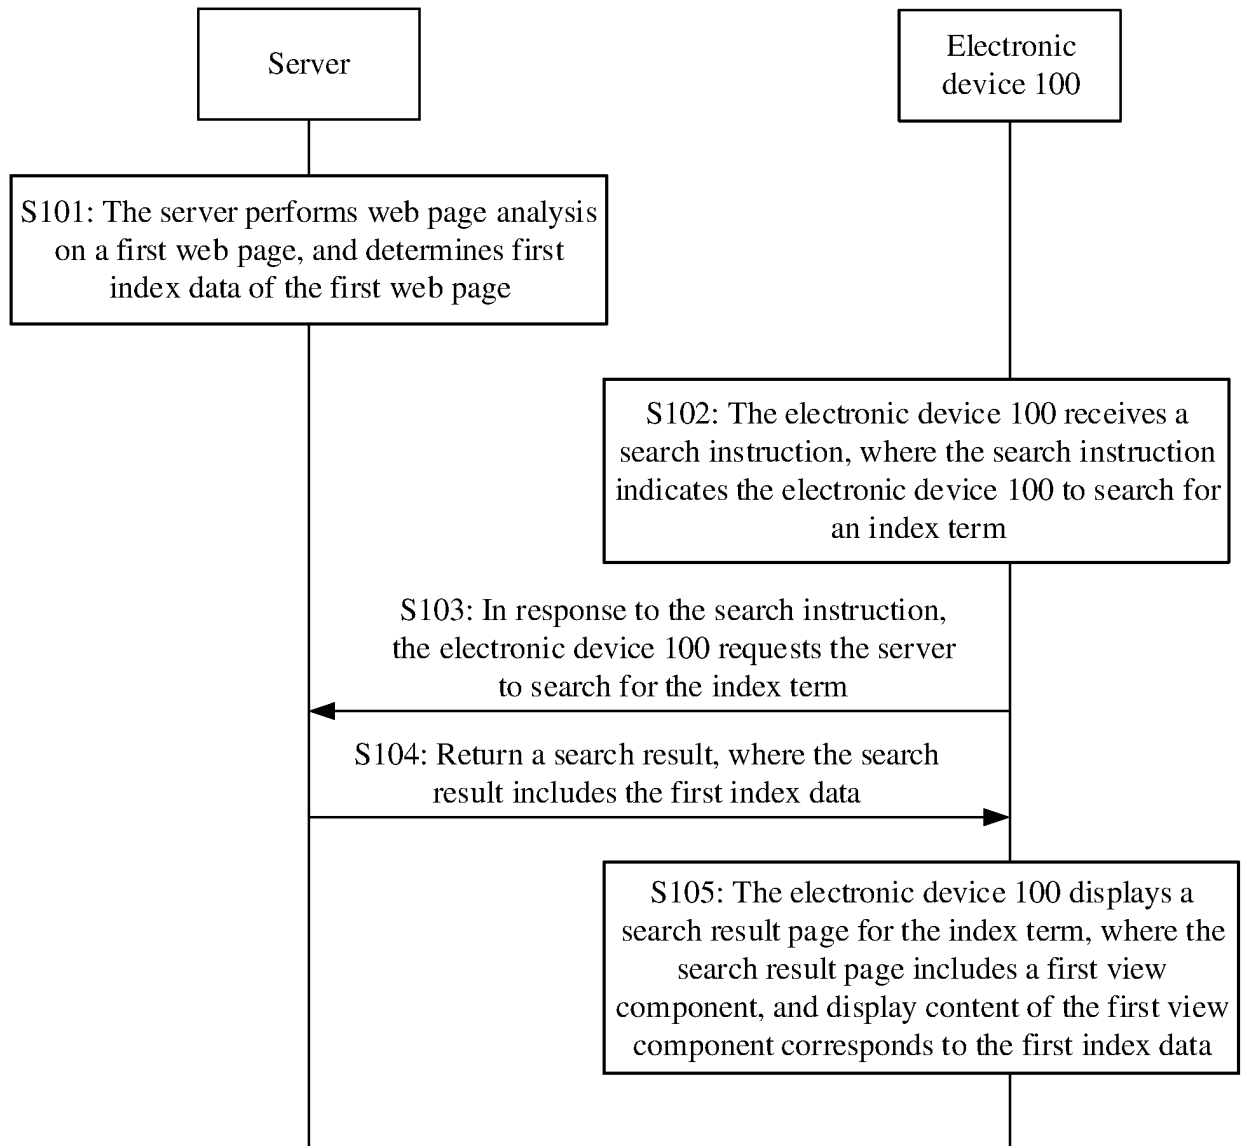 Server
Electronic
device 100
S101: The server performs web page analysis
on a first web page, and determines first
index data of the first web page
S102: The electronic device 100 receives a
search instruction, where the search instruction
indicates the electronic device 100 to search for
an index term
S103: In response to the search instruction,
the electronic device 100 requests the server
to search for the index term
S104: Return a search result, where the search
result includes the first index data
S105: The electronic device 100 displays a
search result page for the index term, where the
search result page includes a first view
component, and display content of the first view
component corresponds to the first index data